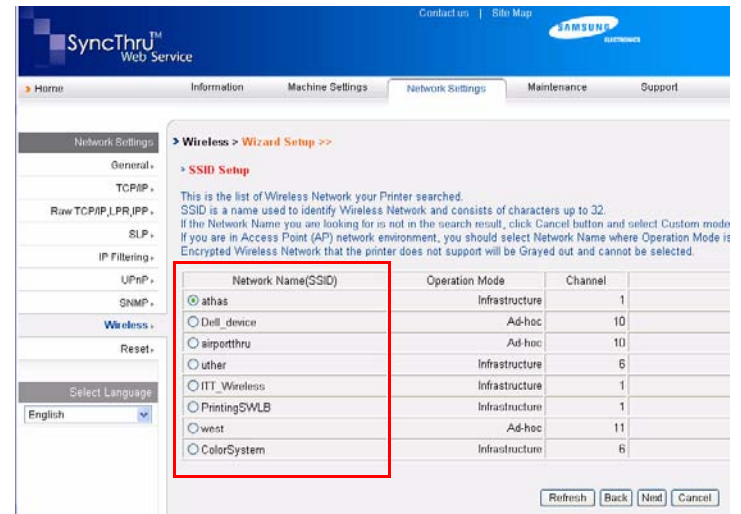 Contact us | Site Map
SyncThru™
Web Service
SAMSUNG
ELECTRONICS
Home Information Machine Settings Network Settings Maintenance Support
Network Settings
General
TCP/IP
Raw TCP/IP,LPR,IPP
SLP
IP Filtering
UPnP
SNMP
Wireless
Reset
Select Language
English
> Wireless > Wizard Setup >>
> SSID Setup
This is the list of Wireless Network your Printer searched.
SSID is a name used to identify Wireless Network and consists of characters up to 32.
If the Network Name you are looking for is not in the search result, click Cancel button and select Custom mode
If you are in Access Point (AP) network environment, you should select Network Name where Operation Mode is
Encrypted Wireless Network that the printer does not support will be Grayed out and cannot be selected.
Network Name(SSID) Operation Mode Channel
athas Infrastructure 1
Dell_device Ad-hoc 10
airportthru Ad-hoc 10
uther Infrastructure 6
ITT_Wireless Infrastructure 1
PrintingSWLB Infrastructure 1
west Ad-hoc 11
ColorSystem Infrastructure 6
Refresh Back Next Cancel